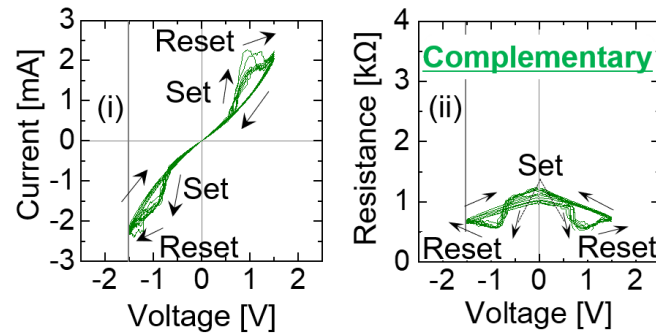 3
2
1
0
-1
-2
-3
Current [mA]
(i)
Reset
Set
Set
Reset
-2 -1 0 1 2
Voltage [V]
4
3
2
1
0
Resistance [kΩ]
Complementary
(ii)
Set
Reset
Reset
-2 -1 0 1 2
Voltage [V]